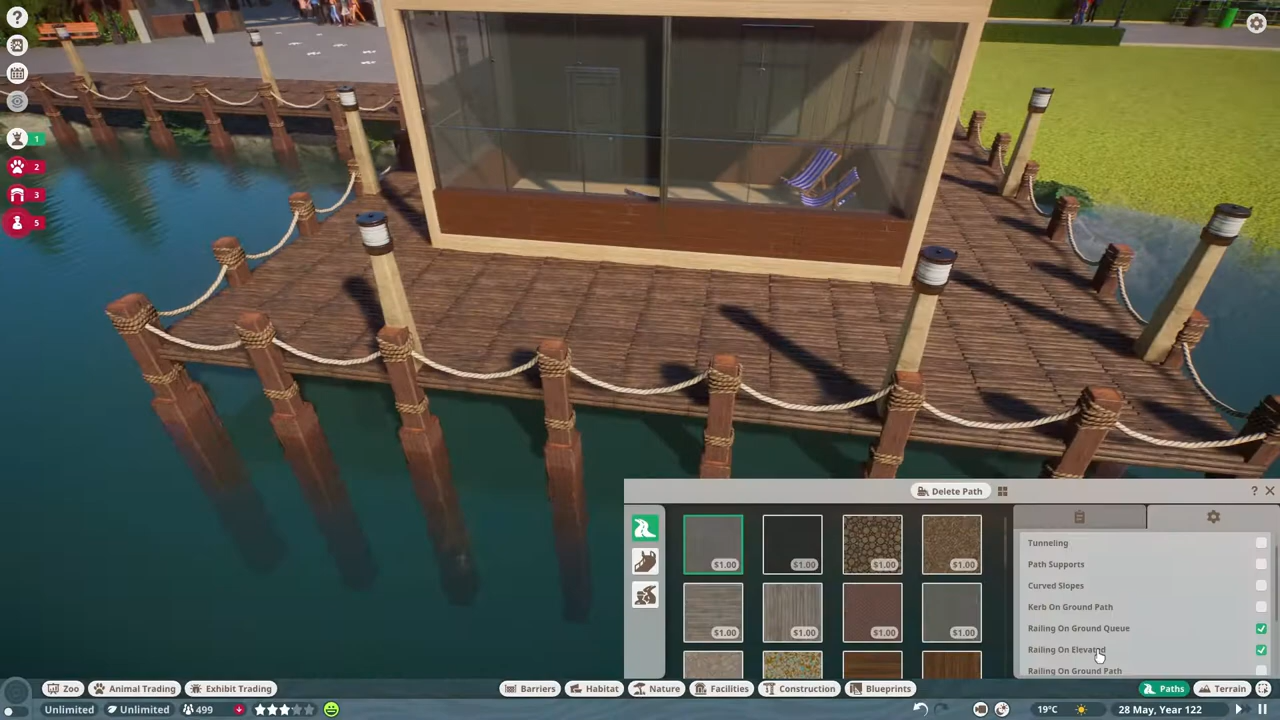 ?
1
2
3
5
Delete Path
?
$1.00 $1.00 $1.00 $1.00
$1.00 $1.00 $1.00 $1.00
Tunneling
Path Supports
Curved Slopes
Kerb On Ground Path
Railing On Ground Queue
Railing On Elevated
Railing On Ground Path
Zoo Animal Trading Exhibit Trading Barriers Habitat Nature Facilities Construction Blueprints Paths Terrain
Unlimited Unlimited 499 19°C 28 May, Year 122